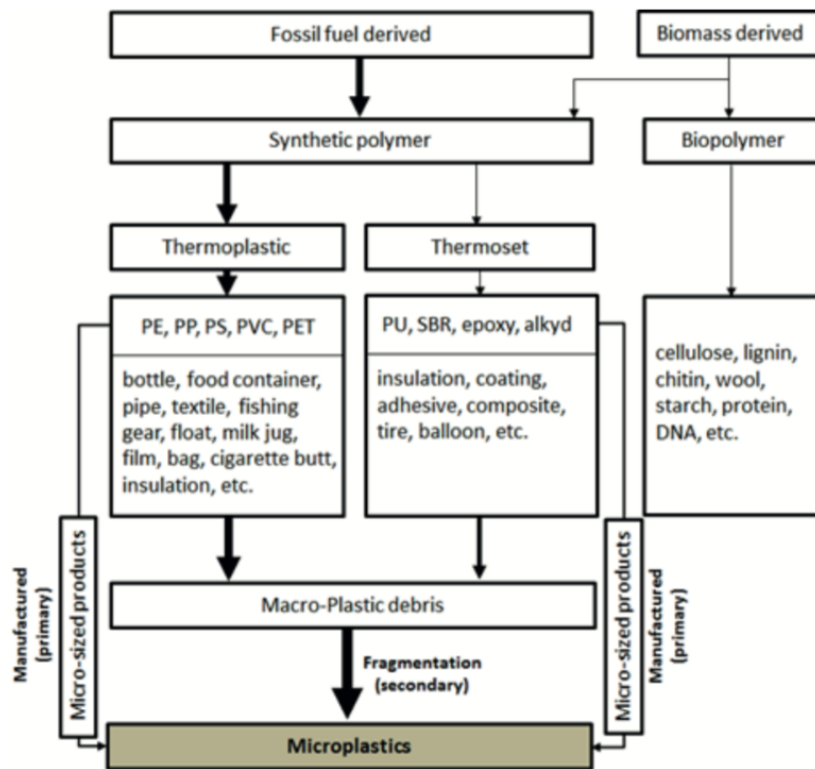 Fossil fuel derived
Biomass derived
Synthetic polymer
Biopolymer
Thermoplastic
Thermoset
PE, PP, PS, PVC, PET
bottle, food container,
pipe, textile, fishing
gear, float, milk jug,
film, bag, cigarette butt,
insulation, etc.
PU, SBR, epoxy, alkyd
insulation, coating,
adhesive, composite,
tire, balloon, etc.
cellulose, lignin,
chitin, wool,
starch, protein,
DNA, etc.
Manufactured
(primary)
Micro-sized products
Micro-sized products
Manufactured
(primary)
Macro-Plastic debris
Fragmentation
(secondary)
Microplastics